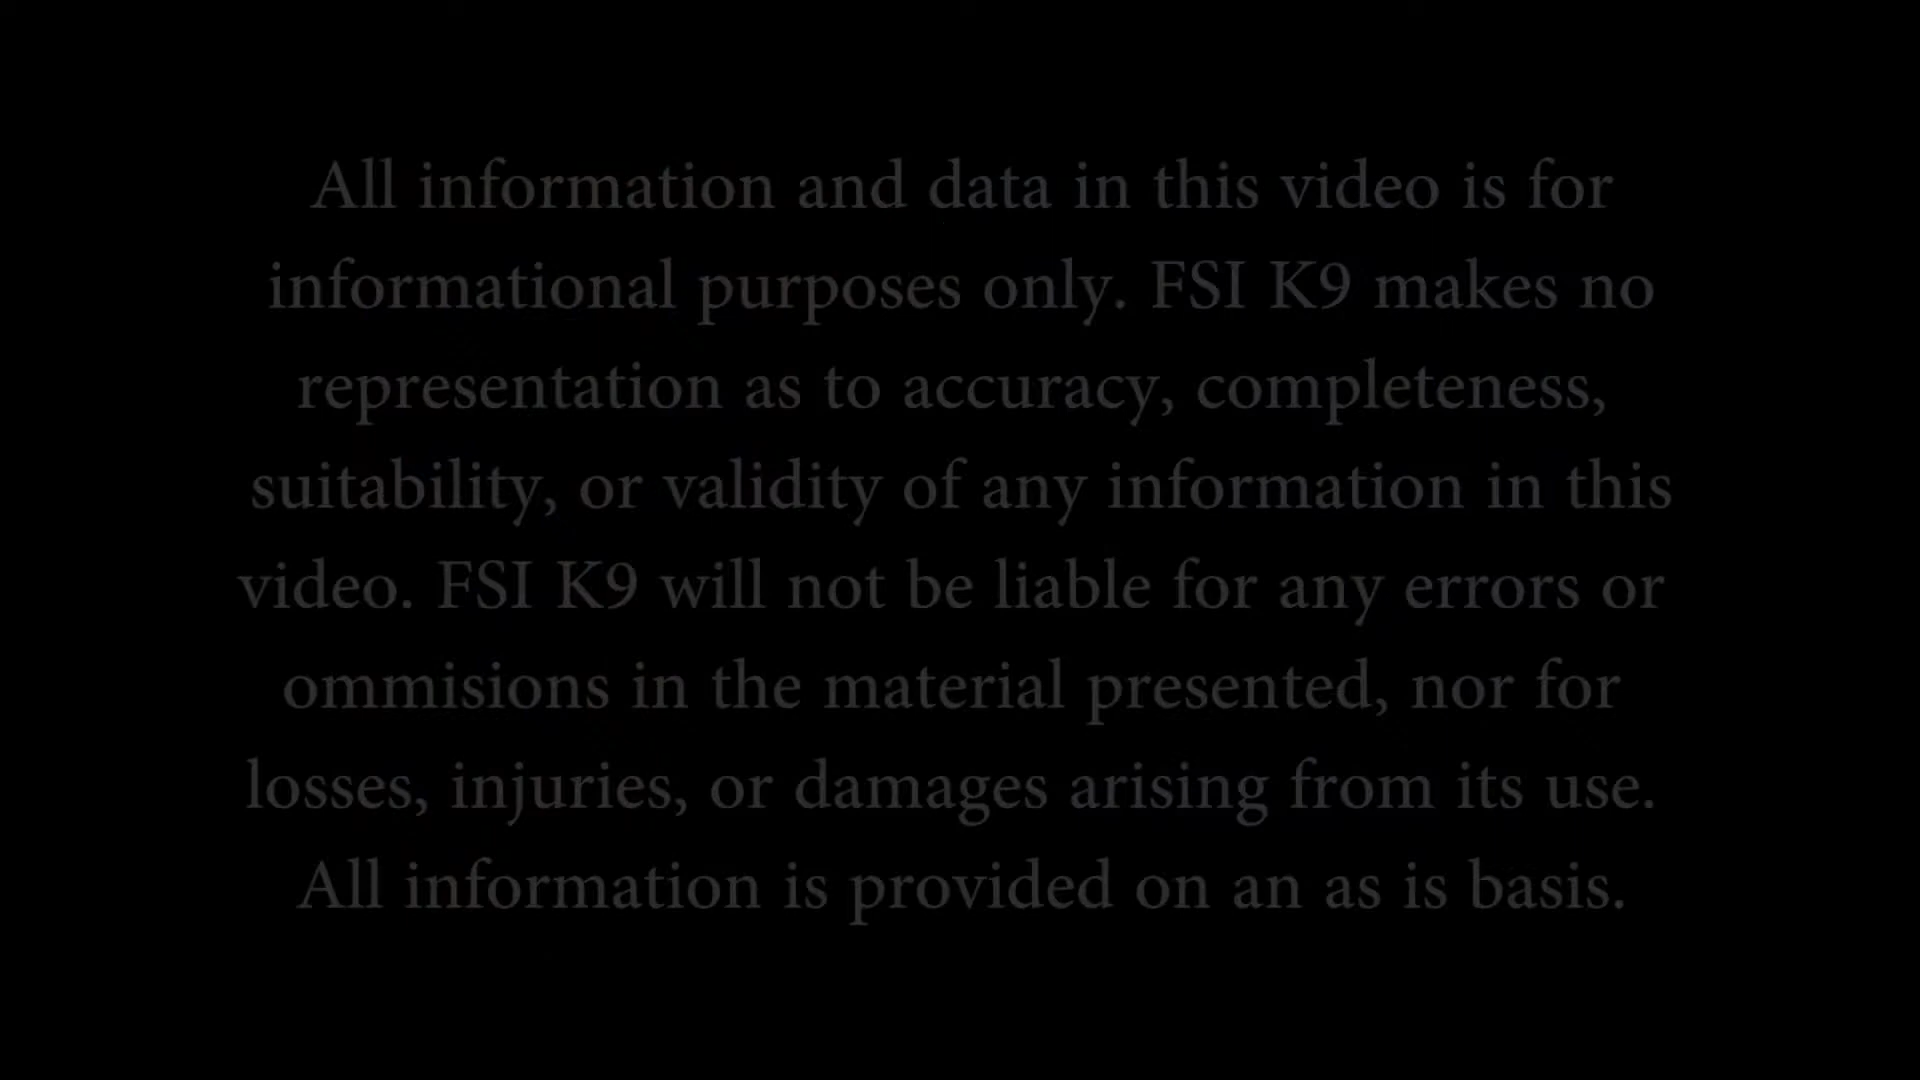 All information and data in this video is for
informational purposes only. FSI K9 makes no
representation as to accuracy, completeness,
suitability, or validity of any information in this
video. FSI K9 will not be liable for any errors or
ommisions in the material presented, nor for
losses, injuries, or damages arising from its use.
All information is provided on an as is basis.